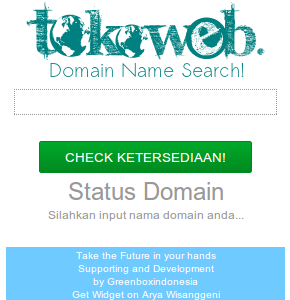 tokoweb.
Domain Name Search!
CHECK KETERSEDIAAN!
Status Domain
Silahkan input nama domain anda...
Take the Future in your hands
Supporting and Development
by Greenboxindonesia
Get Widget on Arya Wisanggeni